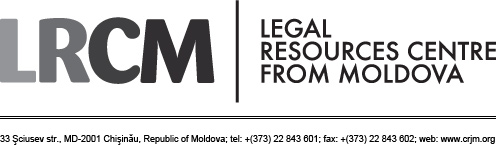 LRCM
LEGAL
RESOURCES CENTRE
FROM MOLDOVA
33 Şciusev str., MD-2001 Chişinău, Republic of Moldova; tel: +(373) 22 843 601; fax: +(373) 22 843 602; web: www.crjm.org